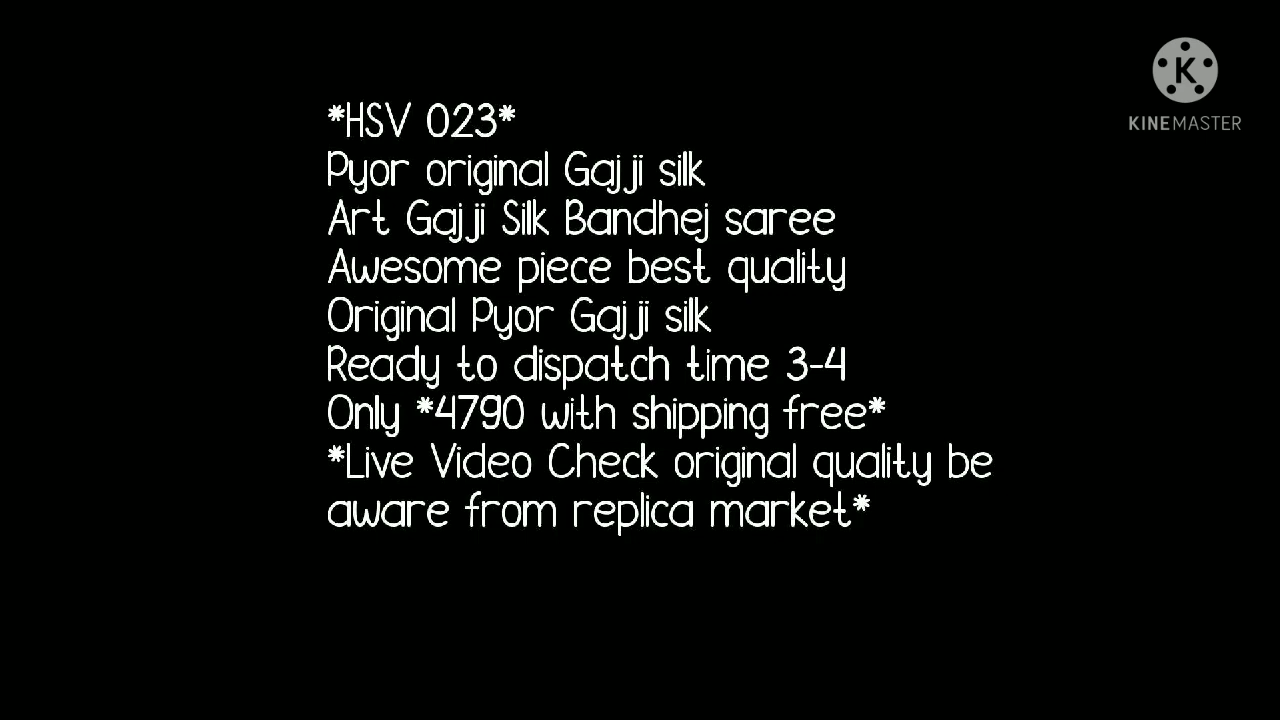 *HSV 023*
Pyor original Gajji silk
Art Gajji Silk Bandhej saree
Awesome piece best quality
Original Pyor Gajji silk
Ready to dispatch time 3-4
Only *4790 with shipping free*
*Live Video Check original quality be
aware from replica market*
K
KINEMASTER